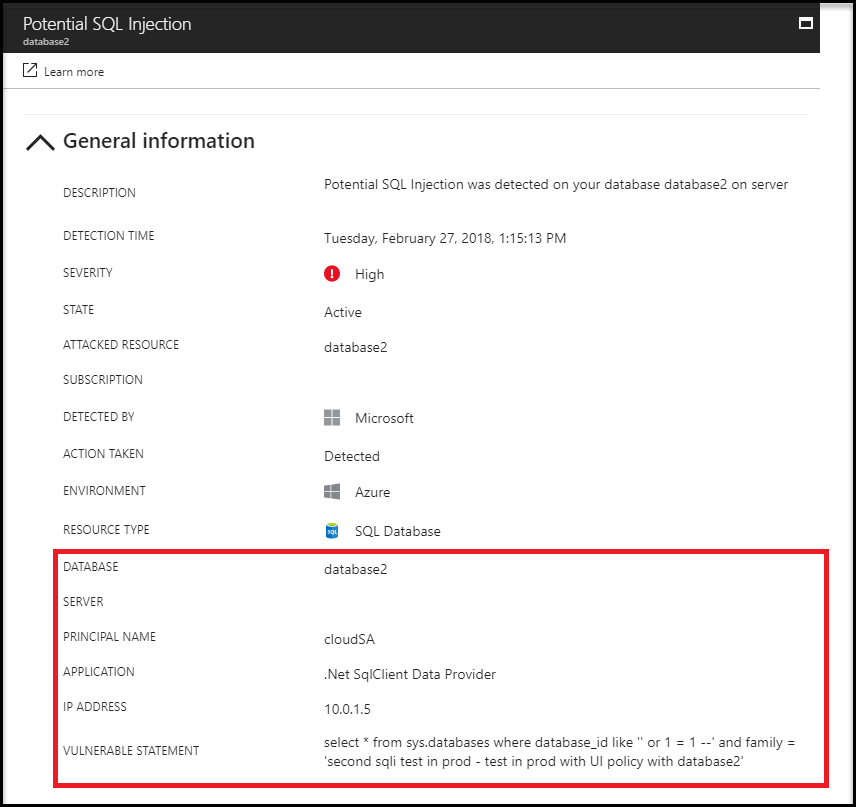 Potential SQL Injection
database2
Learn more
General information
DESCRIPTION Potential SQL Injection was detected on your database database2 on server
DETECTION TIME Tuesday, February 27, 2018, 1:15:13 PM
SEVERITY ! High
STATE Active
ATTACKED RESOURCE database2
SUBSCRIPTION
DETECTED BY Microsoft
ACTION TAKEN Detected
ENVIRONMENT Azure
RESOURCE TYPE SQL SQL Database
DATABASE database2
SERVER
PRINCIPAL NAME cloudSA
APPLICATION .Net SqlClient Data Provider
IP ADDRESS 10.0.1.5
VULNERABLE STATEMENT select * from sys.databases where database_id like '' or 1 = 1 --' and family =
'second sqli test in prod - test in prod with UI policy with database2'